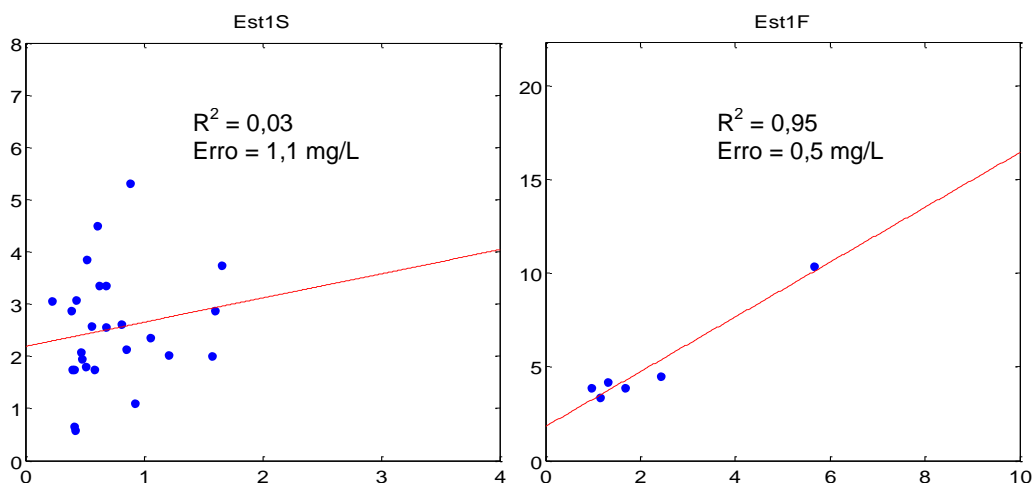 Est1S
8
7
6
5
4
3
2
1
0
R² = 0,03
Erro = 1,1 mg/L
0 1 2 3 4
Est1F
20
15
10
5
0
R² = 0,95
Erro = 0,5 mg/L
0 2 4 6 8 10